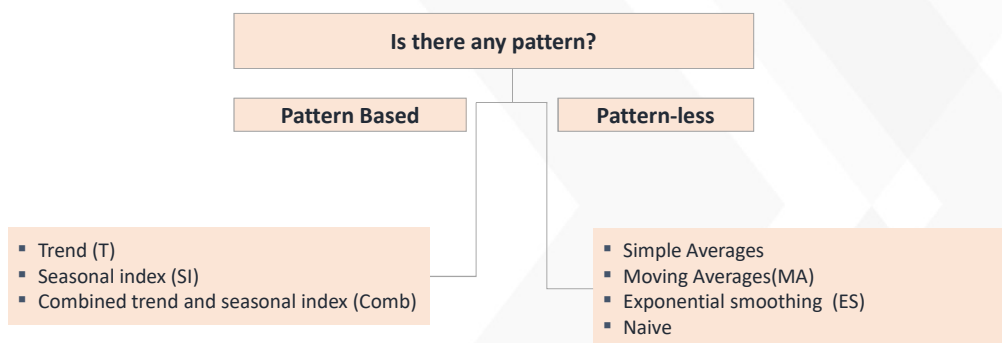 Is there any pattern?
Pattern Based
Pattern-less
▪ Trend (T)
▪ Seasonal index (SI)
▪ Combined trend and seasonal index (Comb)
▪ Simple Averages
▪ Moving Averages(MA)
▪ Exponential smoothing (ES)
▪ Naive